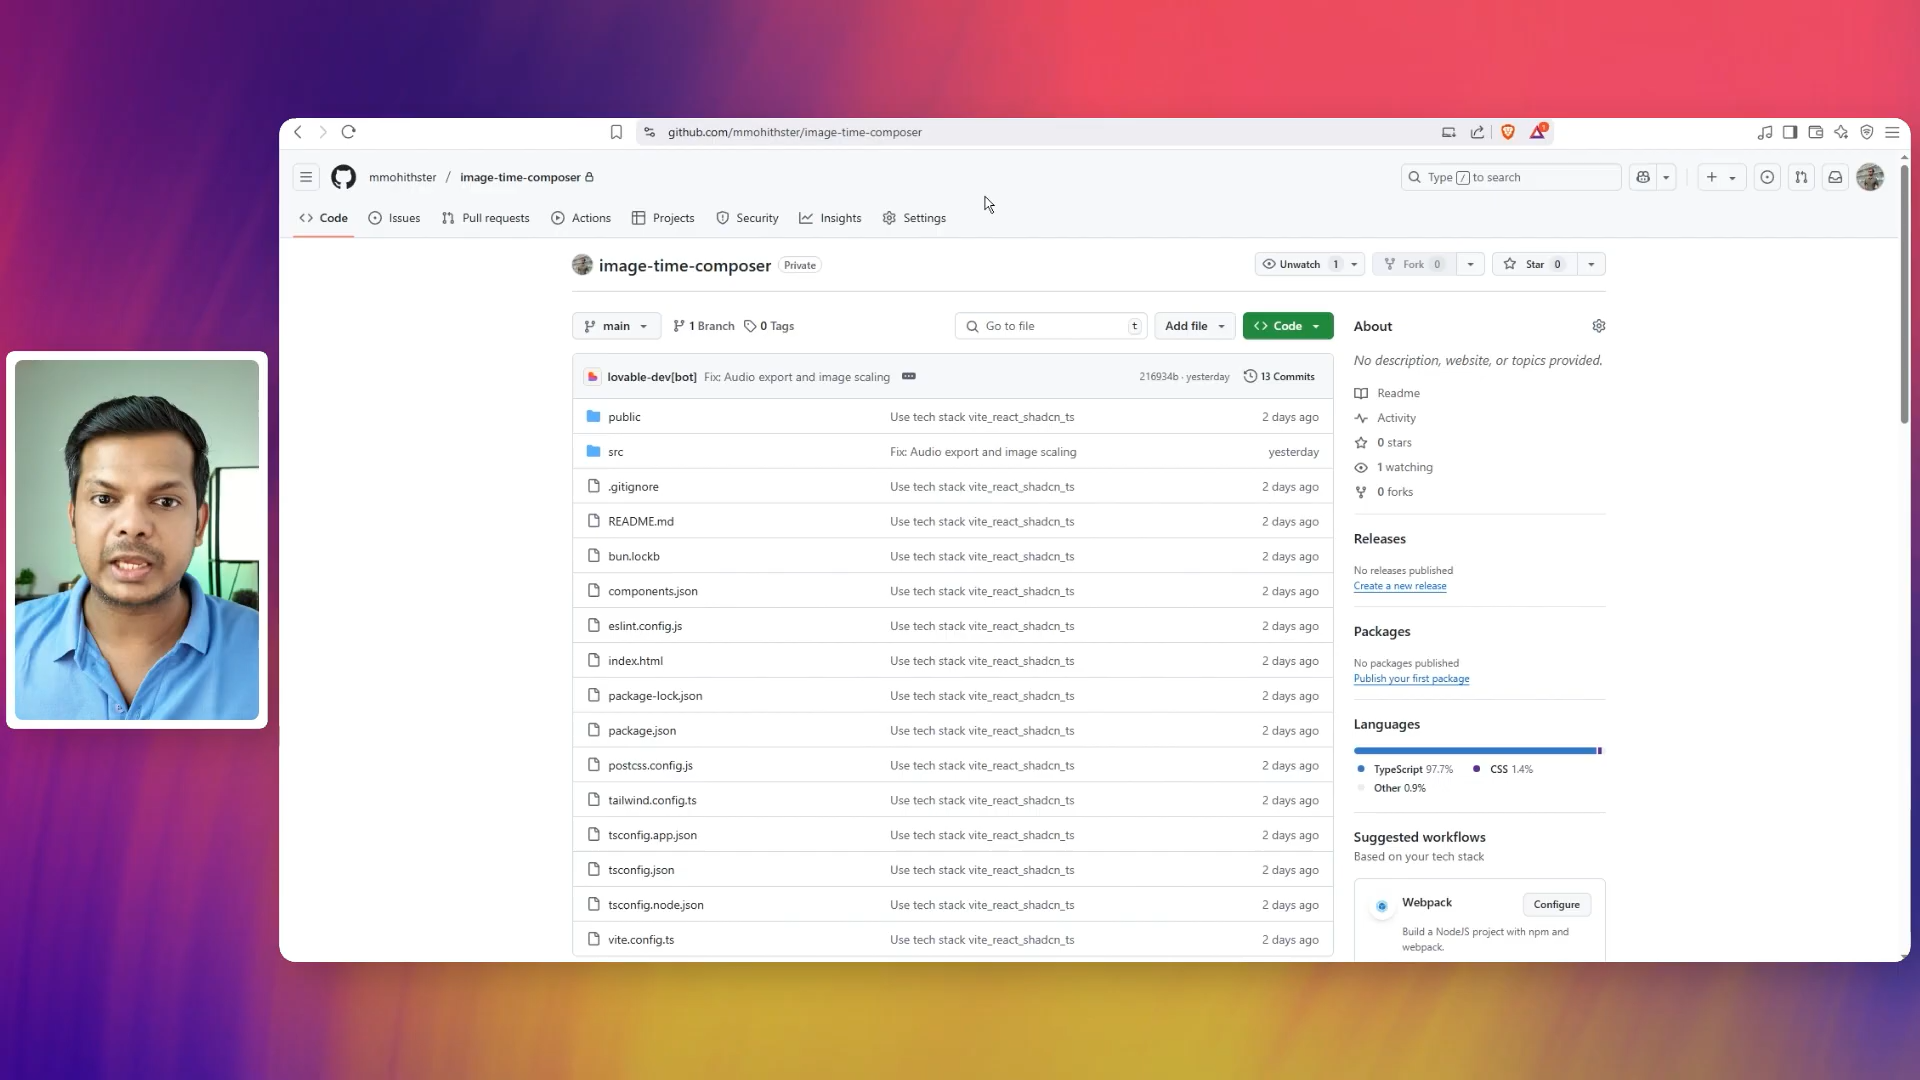 github.com/mmohithster/image-time-composer
1
mmohithster / image-time-composer
Type / to search
Code
Issues
Pull requests
Actions
Projects
Security
Insights
Settings
image-time-composer
Private
Unwatch 1
Fork 0
Star 0
main
1 Branch
0 Tags
Go to file
t
Add file
Code
lovable-dev[bot] Fix: Audio export and image scaling
216934b · yesterday
13 Commits
public Use tech stack vite_react_shadcn_ts 2 days ago
src Fix: Audio export and image scaling yesterday
.gitignore Use tech stack vite_react_shadcn_ts 2 days ago
README.md Use tech stack vite_react_shadcn_ts 2 days ago
bun.lockb Use tech stack vite_react_shadcn_ts 2 days ago
components.json Use tech stack vite_react_shadcn_ts 2 days ago
eslint.config.js Use tech stack vite_react_shadcn_ts 2 days ago
index.html Use tech stack vite_react_shadcn_ts 2 days ago
package-lock.json Use tech stack vite_react_shadcn_ts 2 days ago
package.json Use tech stack vite_react_shadcn_ts 2 days ago
postcss.config.js Use tech stack vite_react_shadcn_ts 2 days ago
tailwind.config.ts Use tech stack vite_react_shadcn_ts 2 days ago
tsconfig.app.json Use tech stack vite_react_shadcn_ts 2 days ago
tsconfig.json Use tech stack vite_react_shadcn_ts 2 days ago
tsconfig.node.json Use tech stack vite_react_shadcn_ts 2 days ago
vite.config.ts Use tech stack vite_react_shadcn_ts 2 days ago
About
No description, website, or topics provided.
Readme
Activity
0 stars
1 watching
0 forks
Releases
No releases published
Create a new release
Packages
No packages published
Publish your first package
Languages
TypeScript 97.7%
CSS 1.4%
Other 0.9%
Suggested workflows
Based on your tech stack
Webpack
Configure
Build a NodeJS project with npm and
webpack.